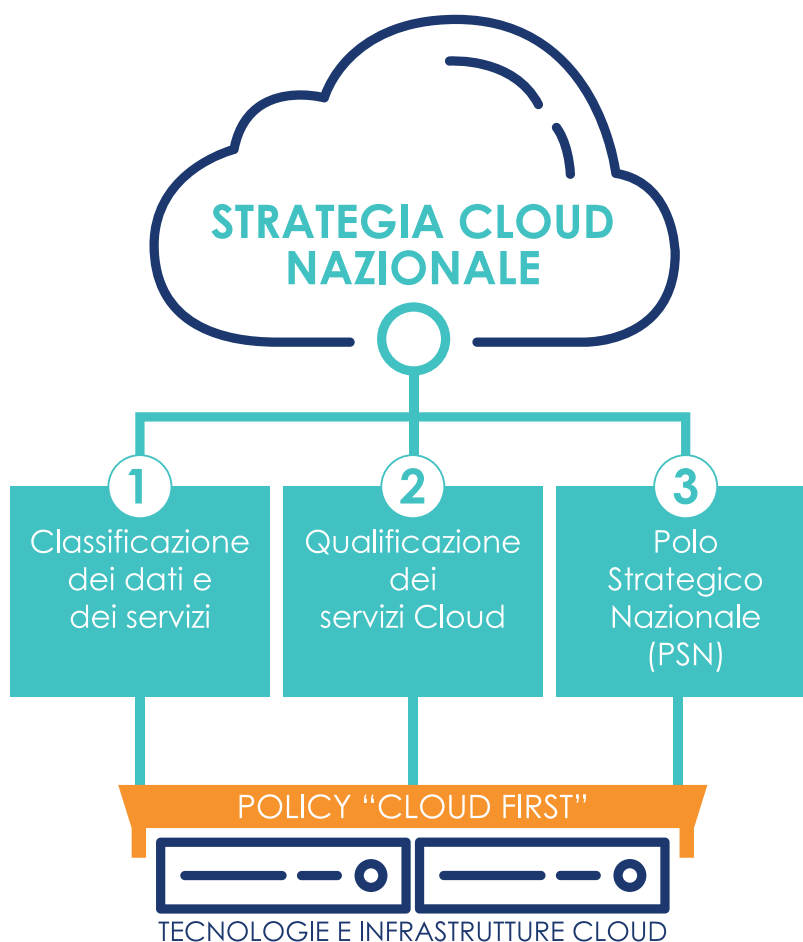 STRATEGIA CLOUD
NAZIONALE
1
Classificazione
dei dati e
dei servizi
2
Qualificazione
dei
servizi Cloud
3
Polo
Strategico
Nazionale
(PSN)
POLICY “CLOUD FIRST”
TECNOLOGIE E INFRASTRUTTURE CLOUD